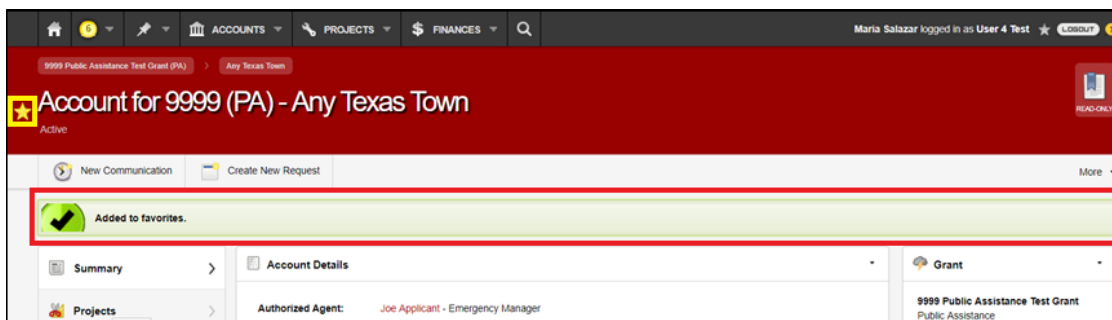 6 ACCOUNTS PROJECTS $ FINANCES Maria Salazar logged in as User 4 Test LOGOUT
9999 Public Assistance Test Grant (PA) > Any Texas Town
Account for 9999 (PA) - Any Texas Town
READ-ONLY
Active
New Communication Create New Request More
Added to favorites.
Summary Account Details Grant
Projects Authorized Agent: Joe Applicant - Emergency Manager 9999 Public Assistance Test Grant
Public Assistance